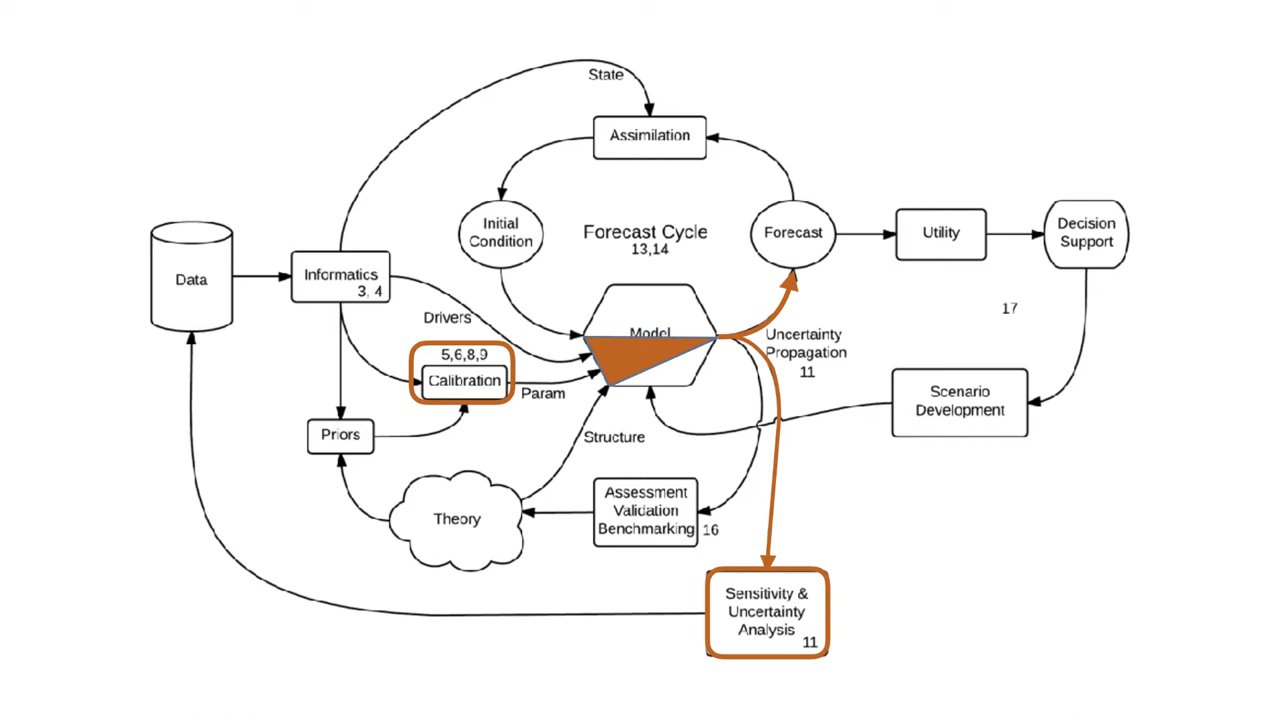 State
Assimilation
Initial
Condition
Forecast Cycle
13,14
Forecast
Utility
Decision
Support
Data
Informatics
3, 4
Drivers
Model
17
Uncertainty
Propagation
11
5,6,8,9
Calibration
Param
Scenario
Development
Priors
Structure
Theory
Assessment
Validation
Benchmarking
16
Sensitivity &
Uncertainty
Analysis
11